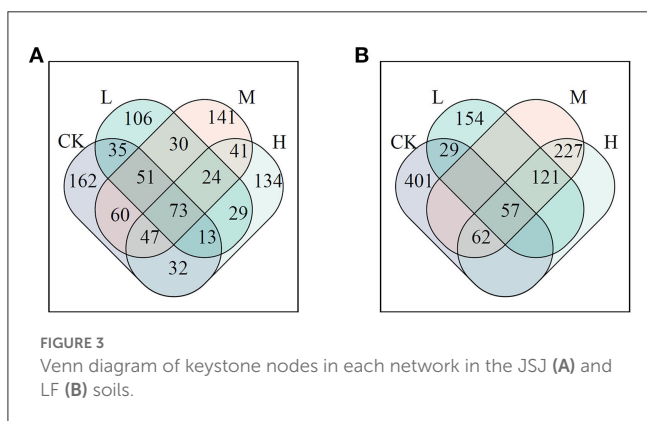 A B
L M L M
106 141 154
CK 35 30 41 H CK 29 227 H
162 51 24 134 401 121
60 73 29 57
47 13 62
32
FIGURE 3
Venn diagram of keystone nodes in each network in the JSJ (A) and
LF (B) soils.